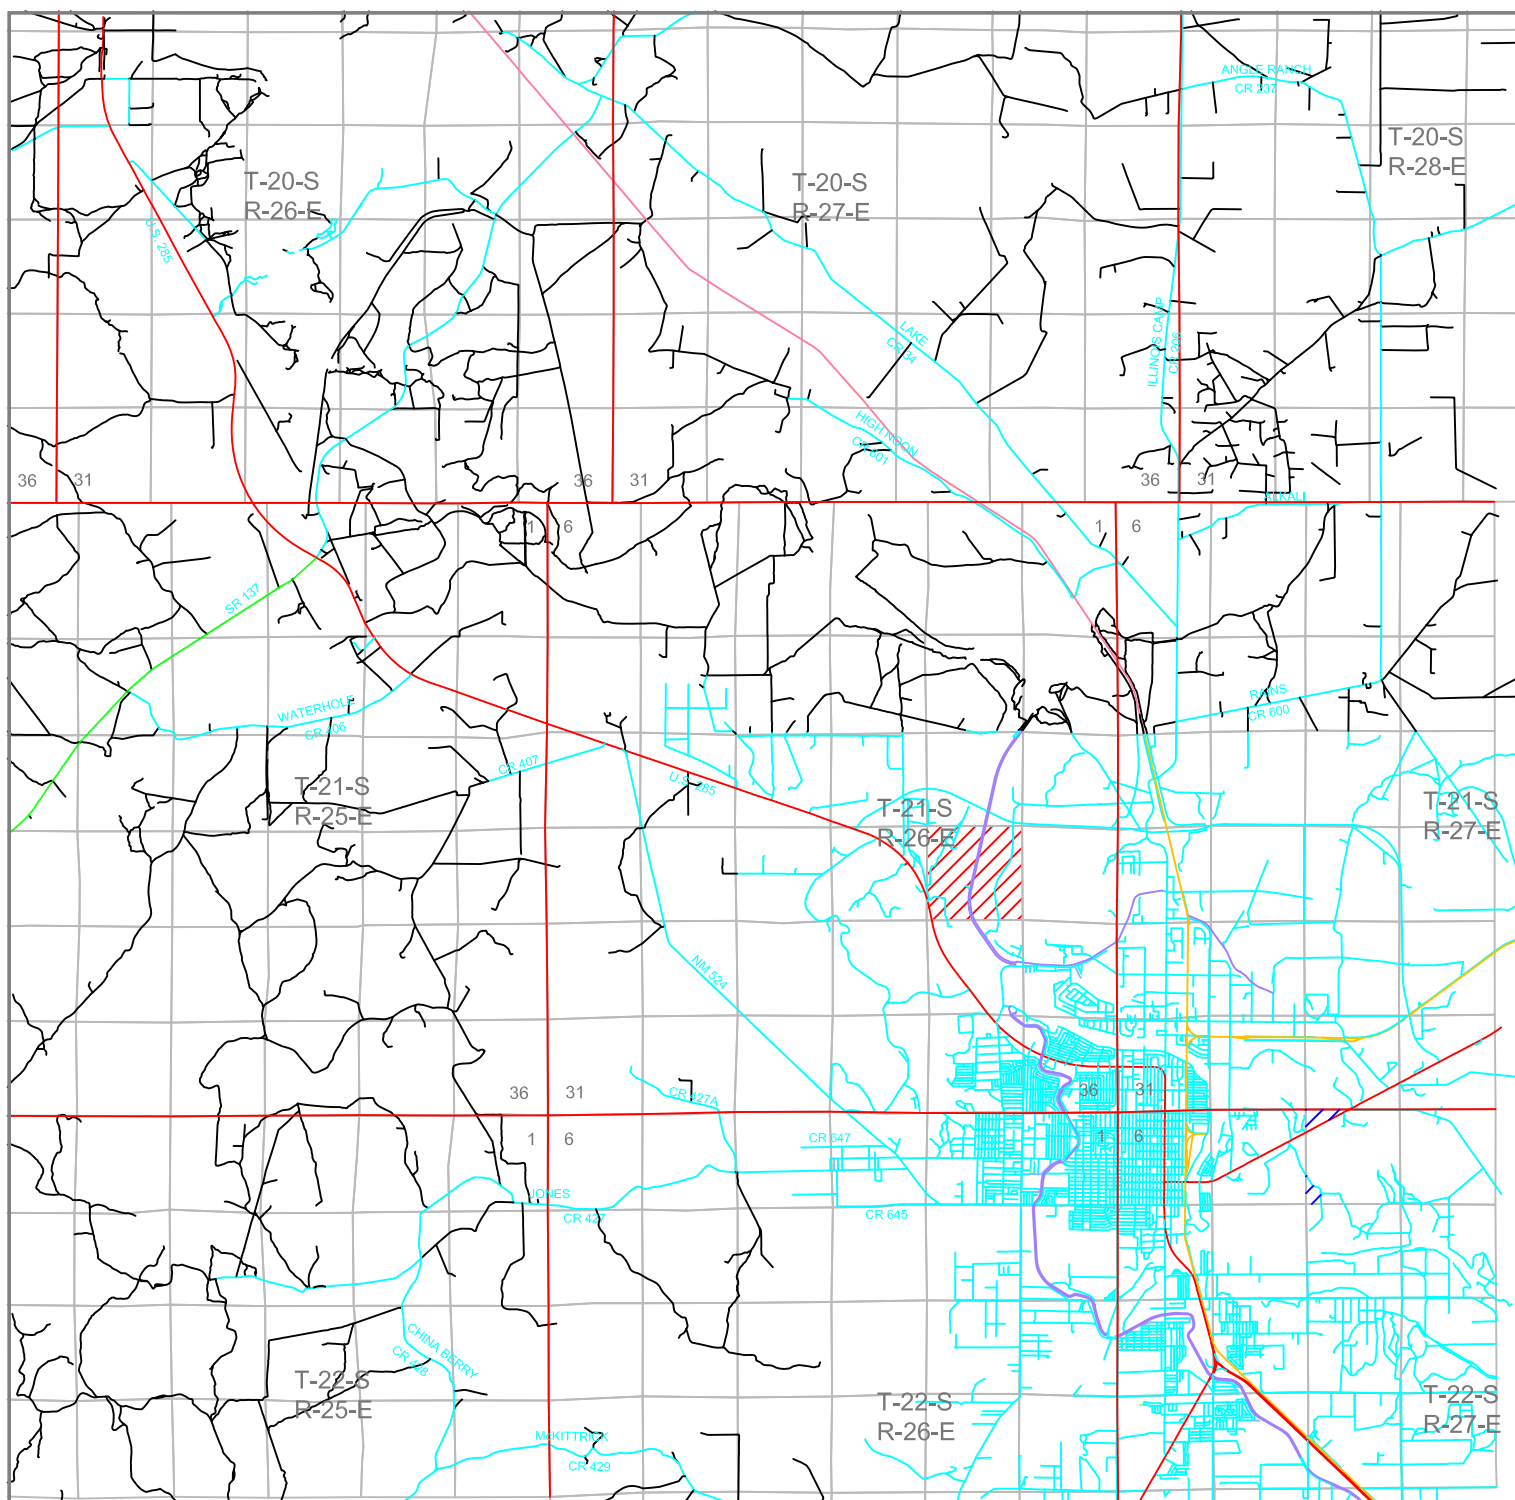 ANGLE RANCH
CR 237
T-20-S
R-28-E
T-20-S
R-26-E
T-20-S
R-27-E
U.S. 285
LAKE
CR 34
ILLINOIS CAMP
CR 206
HIGH NOON
CR 601
36
31
36
31
36
31
ALKALI
1
6
1
6
SR 137
WATERHOLE
CR 406
RAINS
CR 600
CR 407
U.S. 285
T-21-S
R-25-E
T-21-S
R-26-E
T-21-S
R-27-E
NM 524
36
31
CR 427A
36
31
1
6
CR 647
1
6
JONES
CR 427
CR 645
CHINA BERRY
CR 428
T-22-S
R-25-E
T-22-S
R-26-E
T-22-S
R-27-E
McKITTRICK
CR 429